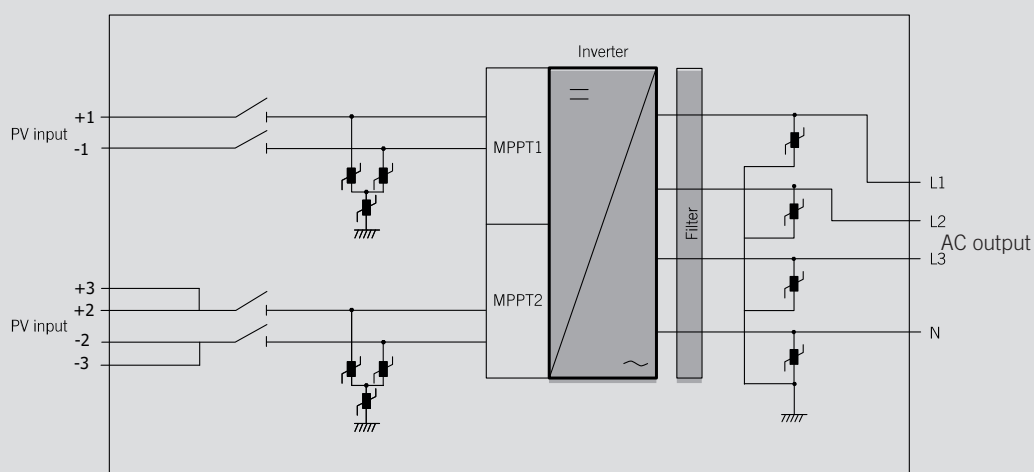 Inverter
+1
PV input
-1
MPPT1
L1
L2
Filter
AC output
L3
+3
MPPT2
+2
PV input
-2
N
-3